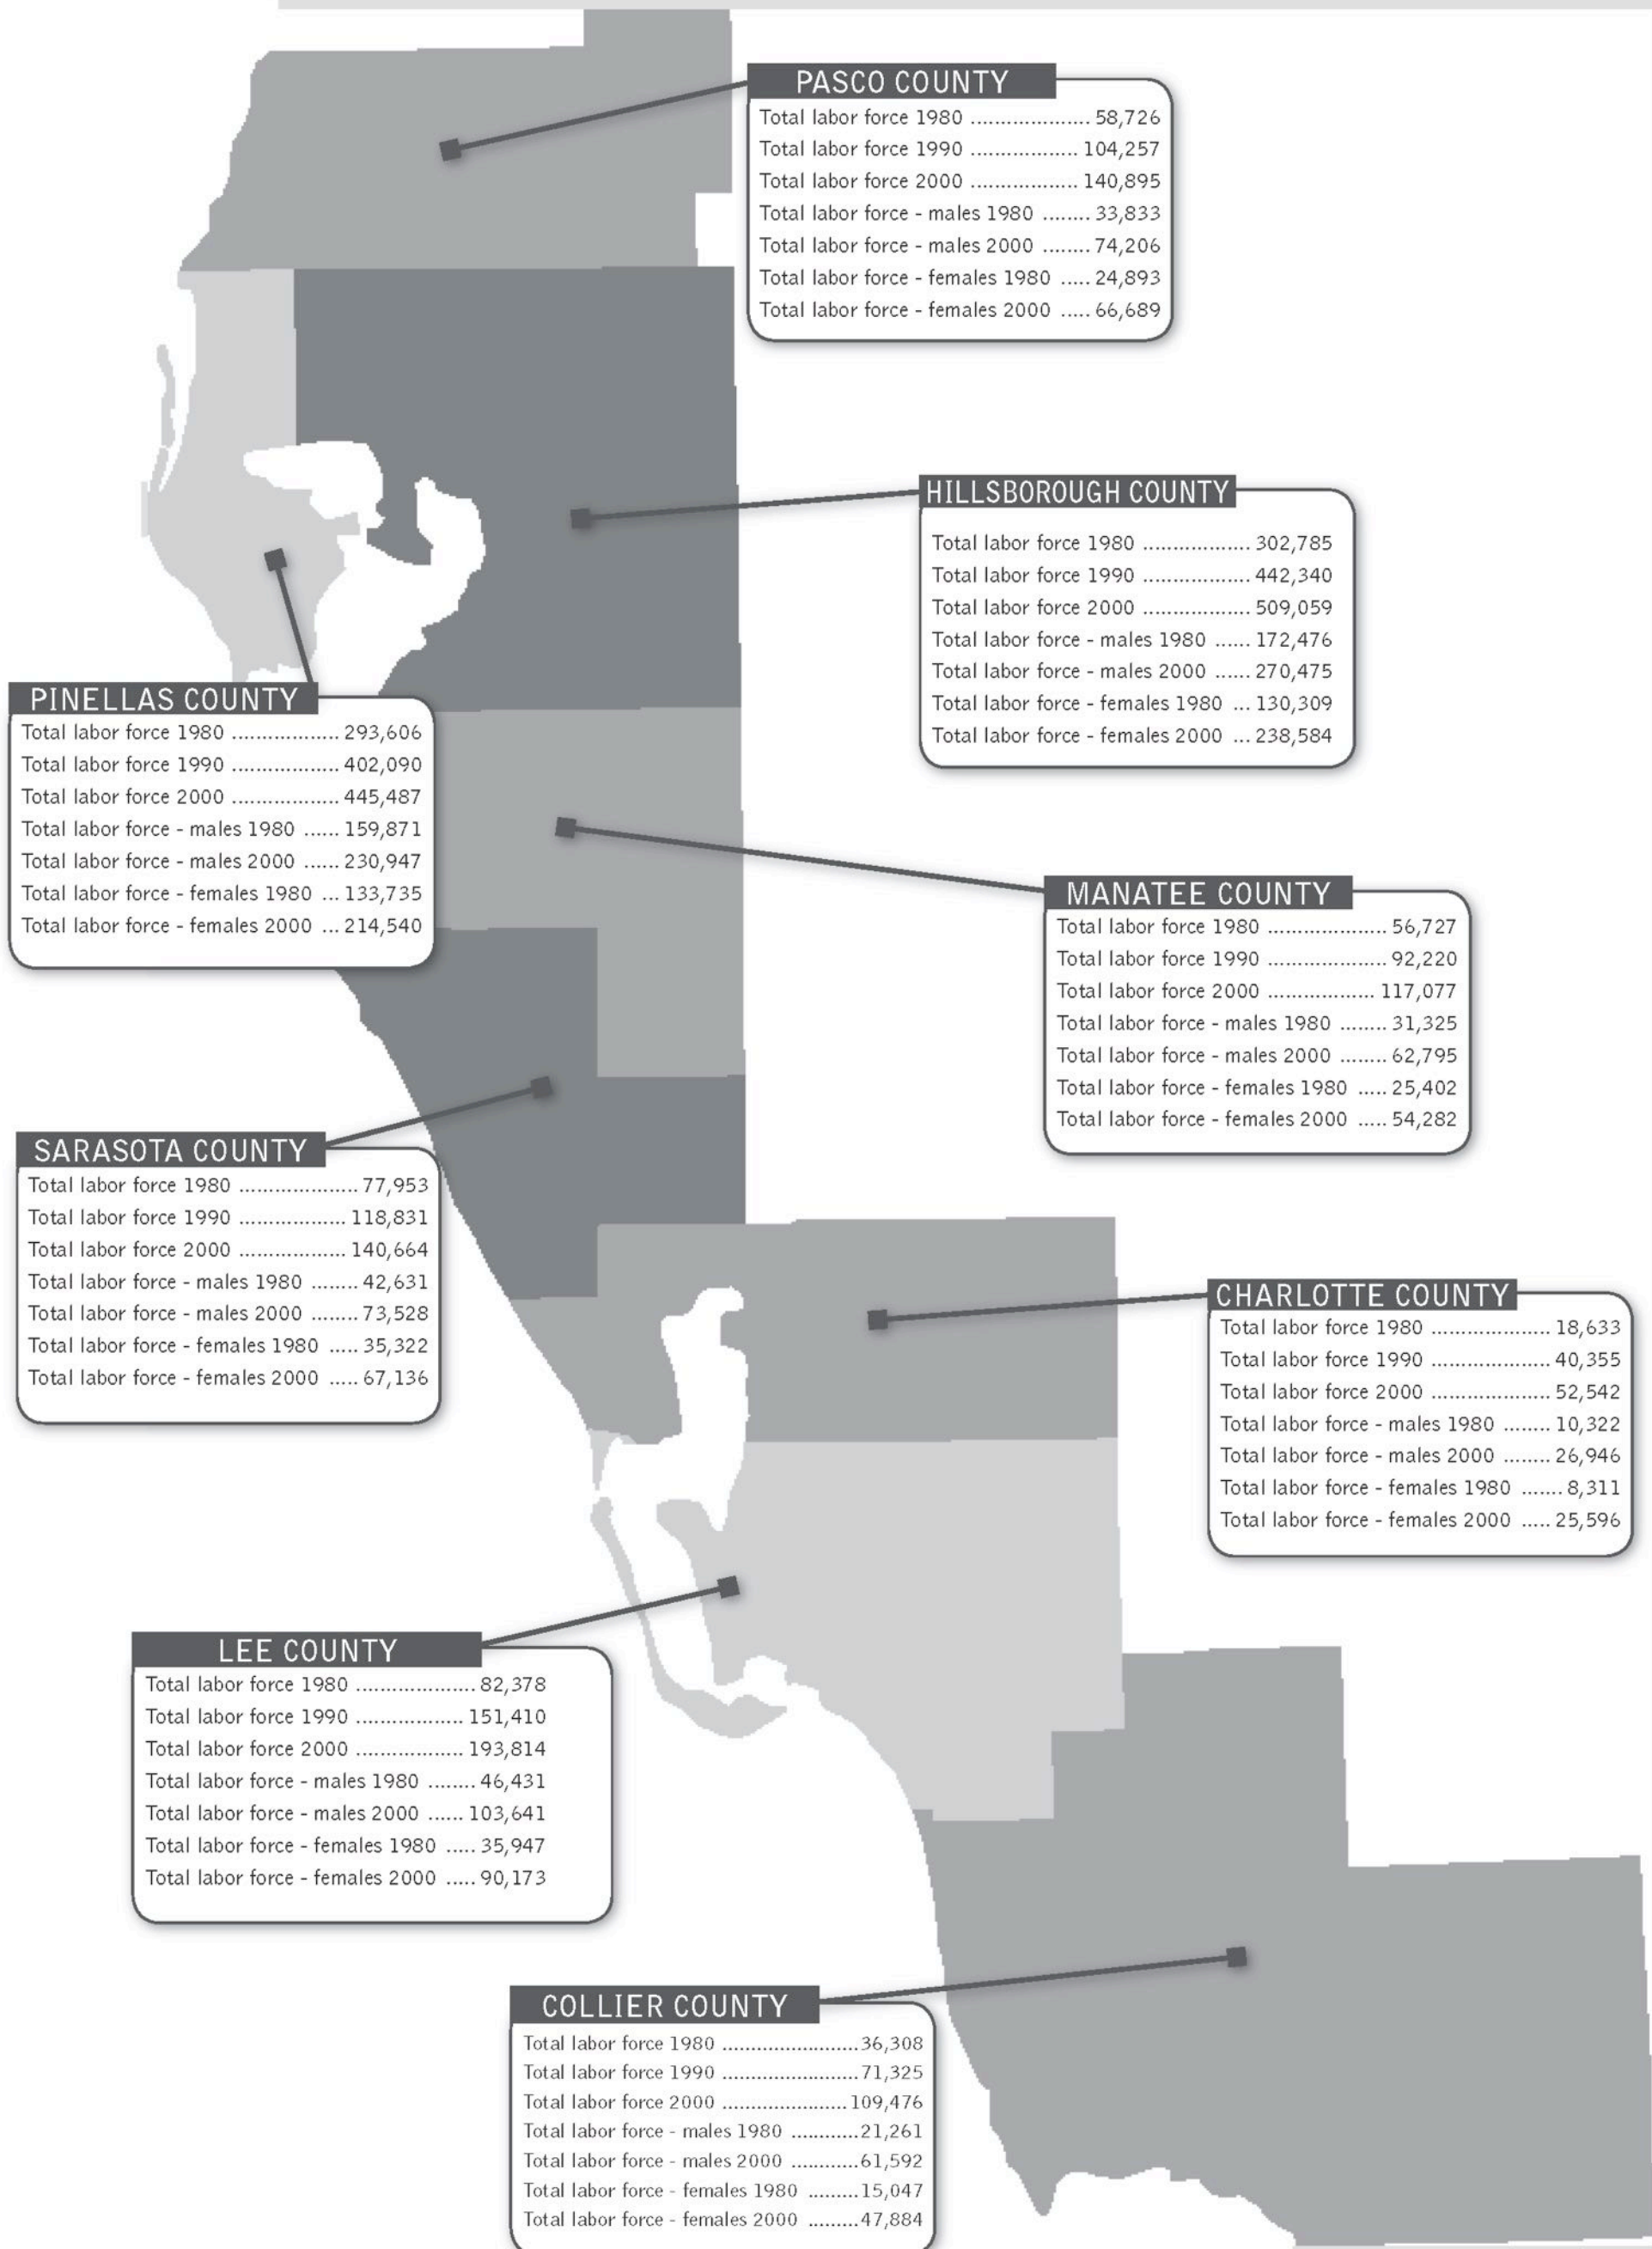 PASCO COUNTY
Total labor force 1980 .................... 58,726
Total labor force 1990 .................. 104,257
Total labor force 2000 .................. 140,895
Total labor force - males 1980 ........ 33,833
Total labor force - males 2000 ........ 74,206
Total labor force - females 1980 ..... 24,893
Total labor force - females 2000 ..... 66,689
HILLSBOROUGH COUNTY
Total labor force 1980 .................. 302,785
Total labor force 1990 .................. 442,340
Total labor force 2000 .................. 509,059
Total labor force - males 1980 ...... 172,476
Total labor force - males 2000 ...... 270,475
Total labor force - females 1980 ... 130,309
Total labor force - females 2000 ... 238,584
PINELLAS COUNTY
Total labor force 1980 .................. 293,606
Total labor force 1990 .................. 402,090
Total labor force 2000 .................. 445,487
Total labor force - males 1980 ...... 159,871
Total labor force - males 2000 ...... 230,947
Total labor force - females 1980 ... 133,735
Total labor force - females 2000 ... 214,540
MANATEE COUNTY
Total labor force 1980 .................... 56,727
Total labor force 1990 .................... 92,220
Total labor force 2000 .................. 117,077
Total labor force - males 1980 ........ 31,325
Total labor force - males 2000 ........ 62,795
Total labor force - females 1980 ..... 25,402
Total labor force - females 2000 ..... 54,282
SARASOTA COUNTY
Total labor force 1980 .................... 77,953
Total labor force 1990 .................. 118,831
Total labor force 2000 .................. 140,664
Total labor force - males 1980 ........ 42,631
Total labor force - males 2000 ........ 73,528
Total labor force - females 1980 ..... 35,322
Total labor force - females 2000 ..... 67,136
CHARLOTTE COUNTY
Total labor force 1980 .................... 18,633
Total labor force 1990 .................... 40,355
Total labor force 2000 .................... 52,542
Total labor force - males 1980 ........ 10,322
Total labor force - males 2000 ........ 26,946
Total labor force - females 1980 ....... 8,311
Total labor force - females 2000 ..... 25,596
LEE COUNTY
Total labor force 1980 .................... 82,378
Total labor force 1990 .................. 151,410
Total labor force 2000 .................. 193,814
Total labor force - males 1980 ........ 46,431
Total labor force - males 2000 ...... 103,641
Total labor force - females 1980 ..... 35,947
Total labor force - females 2000 ..... 90,173
COLLIER COUNTY
Total labor force 1980 ........................36,308
Total labor force 1990 ........................71,325
Total labor force 2000 ......................109,476
Total labor force - males 1980 ............21,261
Total labor force - males 2000 ............61,592
Total labor force - females 1980 .........15,047
Total labor force - females 2000 .........47,884